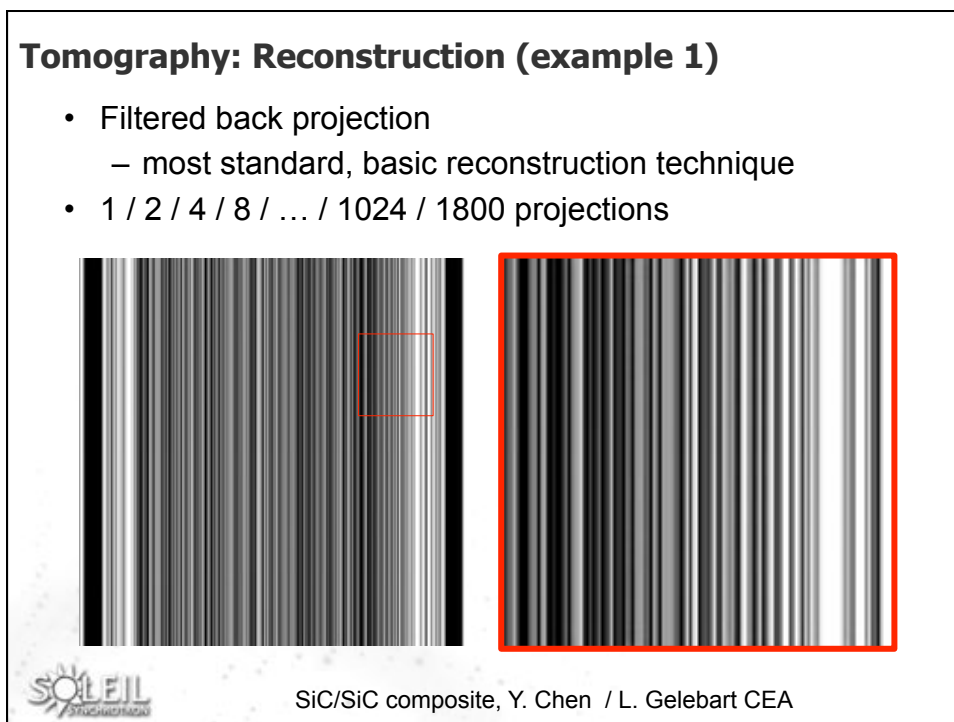 Tomography: Reconstruction (example 1)
• Filtered back projection
– most standard, basic reconstruction technique
• 1 / 2 / 4 / 8 / … / 1024 / 1800 projections
SOLEIL
SYNCHROTRON
SiC/SiC composite, Y. Chen / L. Gelebart CEA